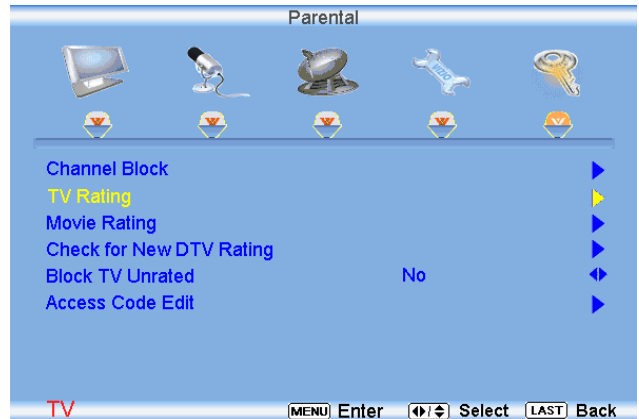 Parental
VIZIO
Channel Block
TV Rating
Movie Rating
Check for New DTV Rating
Block TV Unrated No
Access Code Edit
TV MENU Enter Select LAST Back